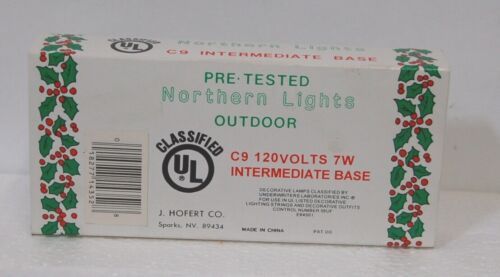 Northern Lights
C9 INTERMEDIATE BASE
PRE-TESTED
Northern Lights
OUTDOOR
CLASSIFIED
UL
C9 120VOLTS 7W
INTERMEDIATE BASE
DECORATIVE LAMPS CLASSIFIED BY
UNDERWRITERS LABORATORIES INC.®
FOR USE IN UL LISTED DECORATIVE
LIGHTING STRINGS AND DECORATIVE OUTFITS
CONTROL NUMBER
J. HOFERT CO.
Sparks, NV. 89434
MADE IN CHINA